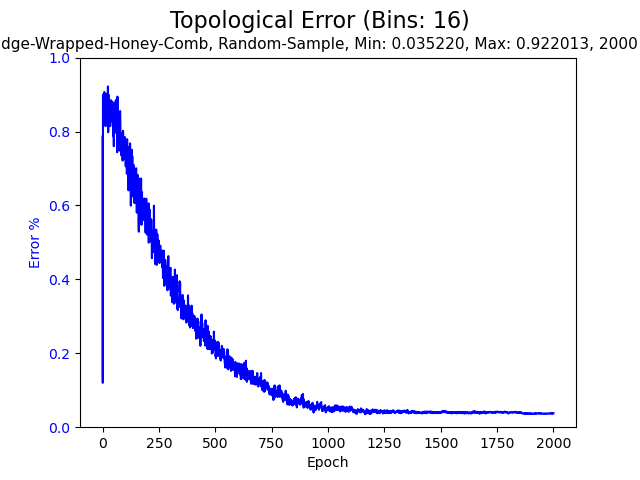 Topological Error (Bins: 16)
dge-Wrapped-Honey-Comb, Random-Sample, Min: 0.035220, Max: 0.922013, 2000
1.0
0.8
0.6
0.4
0.2
0.0
Error %
0 250 500 750 1000 1250 1500 1750 2000
Epoch